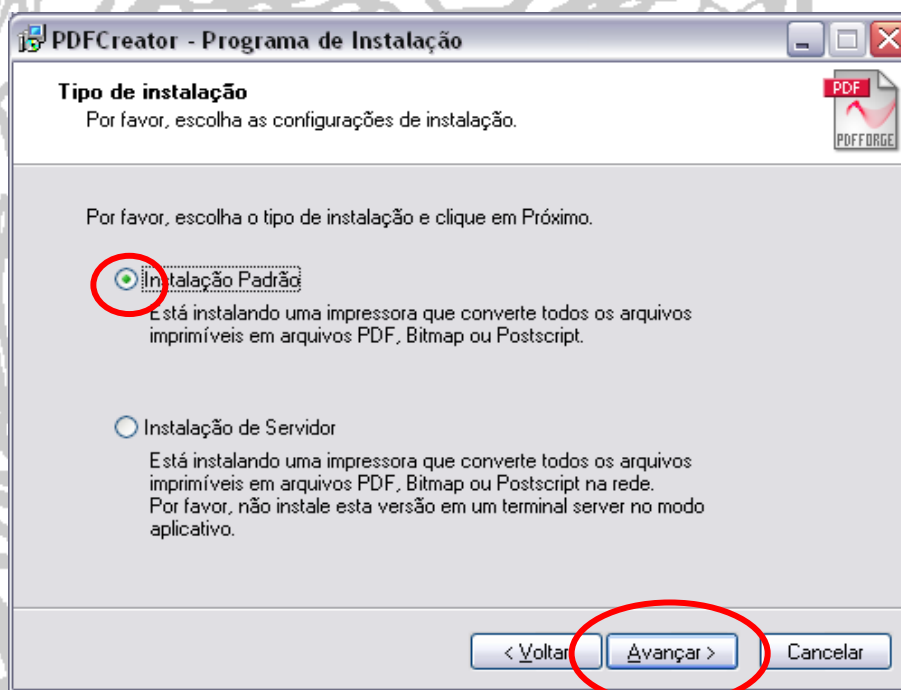 PDFCreator - Programa de Instalação
Tipo de instalação
Por favor, escolha as configurações de instalação.
PDF
PDFFORGE
Por favor, escolha o tipo de instalação e clique em Próximo.
Instalação Padrão
Está instalando uma impressora que converte todos os arquivos
imprimíveis em arquivos PDF, Bitmap ou Postscript.
Instalação de Servidor
Está instalando uma impressora que converte todos os arquivos
imprimíveis em arquivos PDF, Bitmap ou Postscript na rede.
Por favor, não instale esta versão em um terminal server no modo
aplicativo.
< Voltar
Avançar >
Cancelar